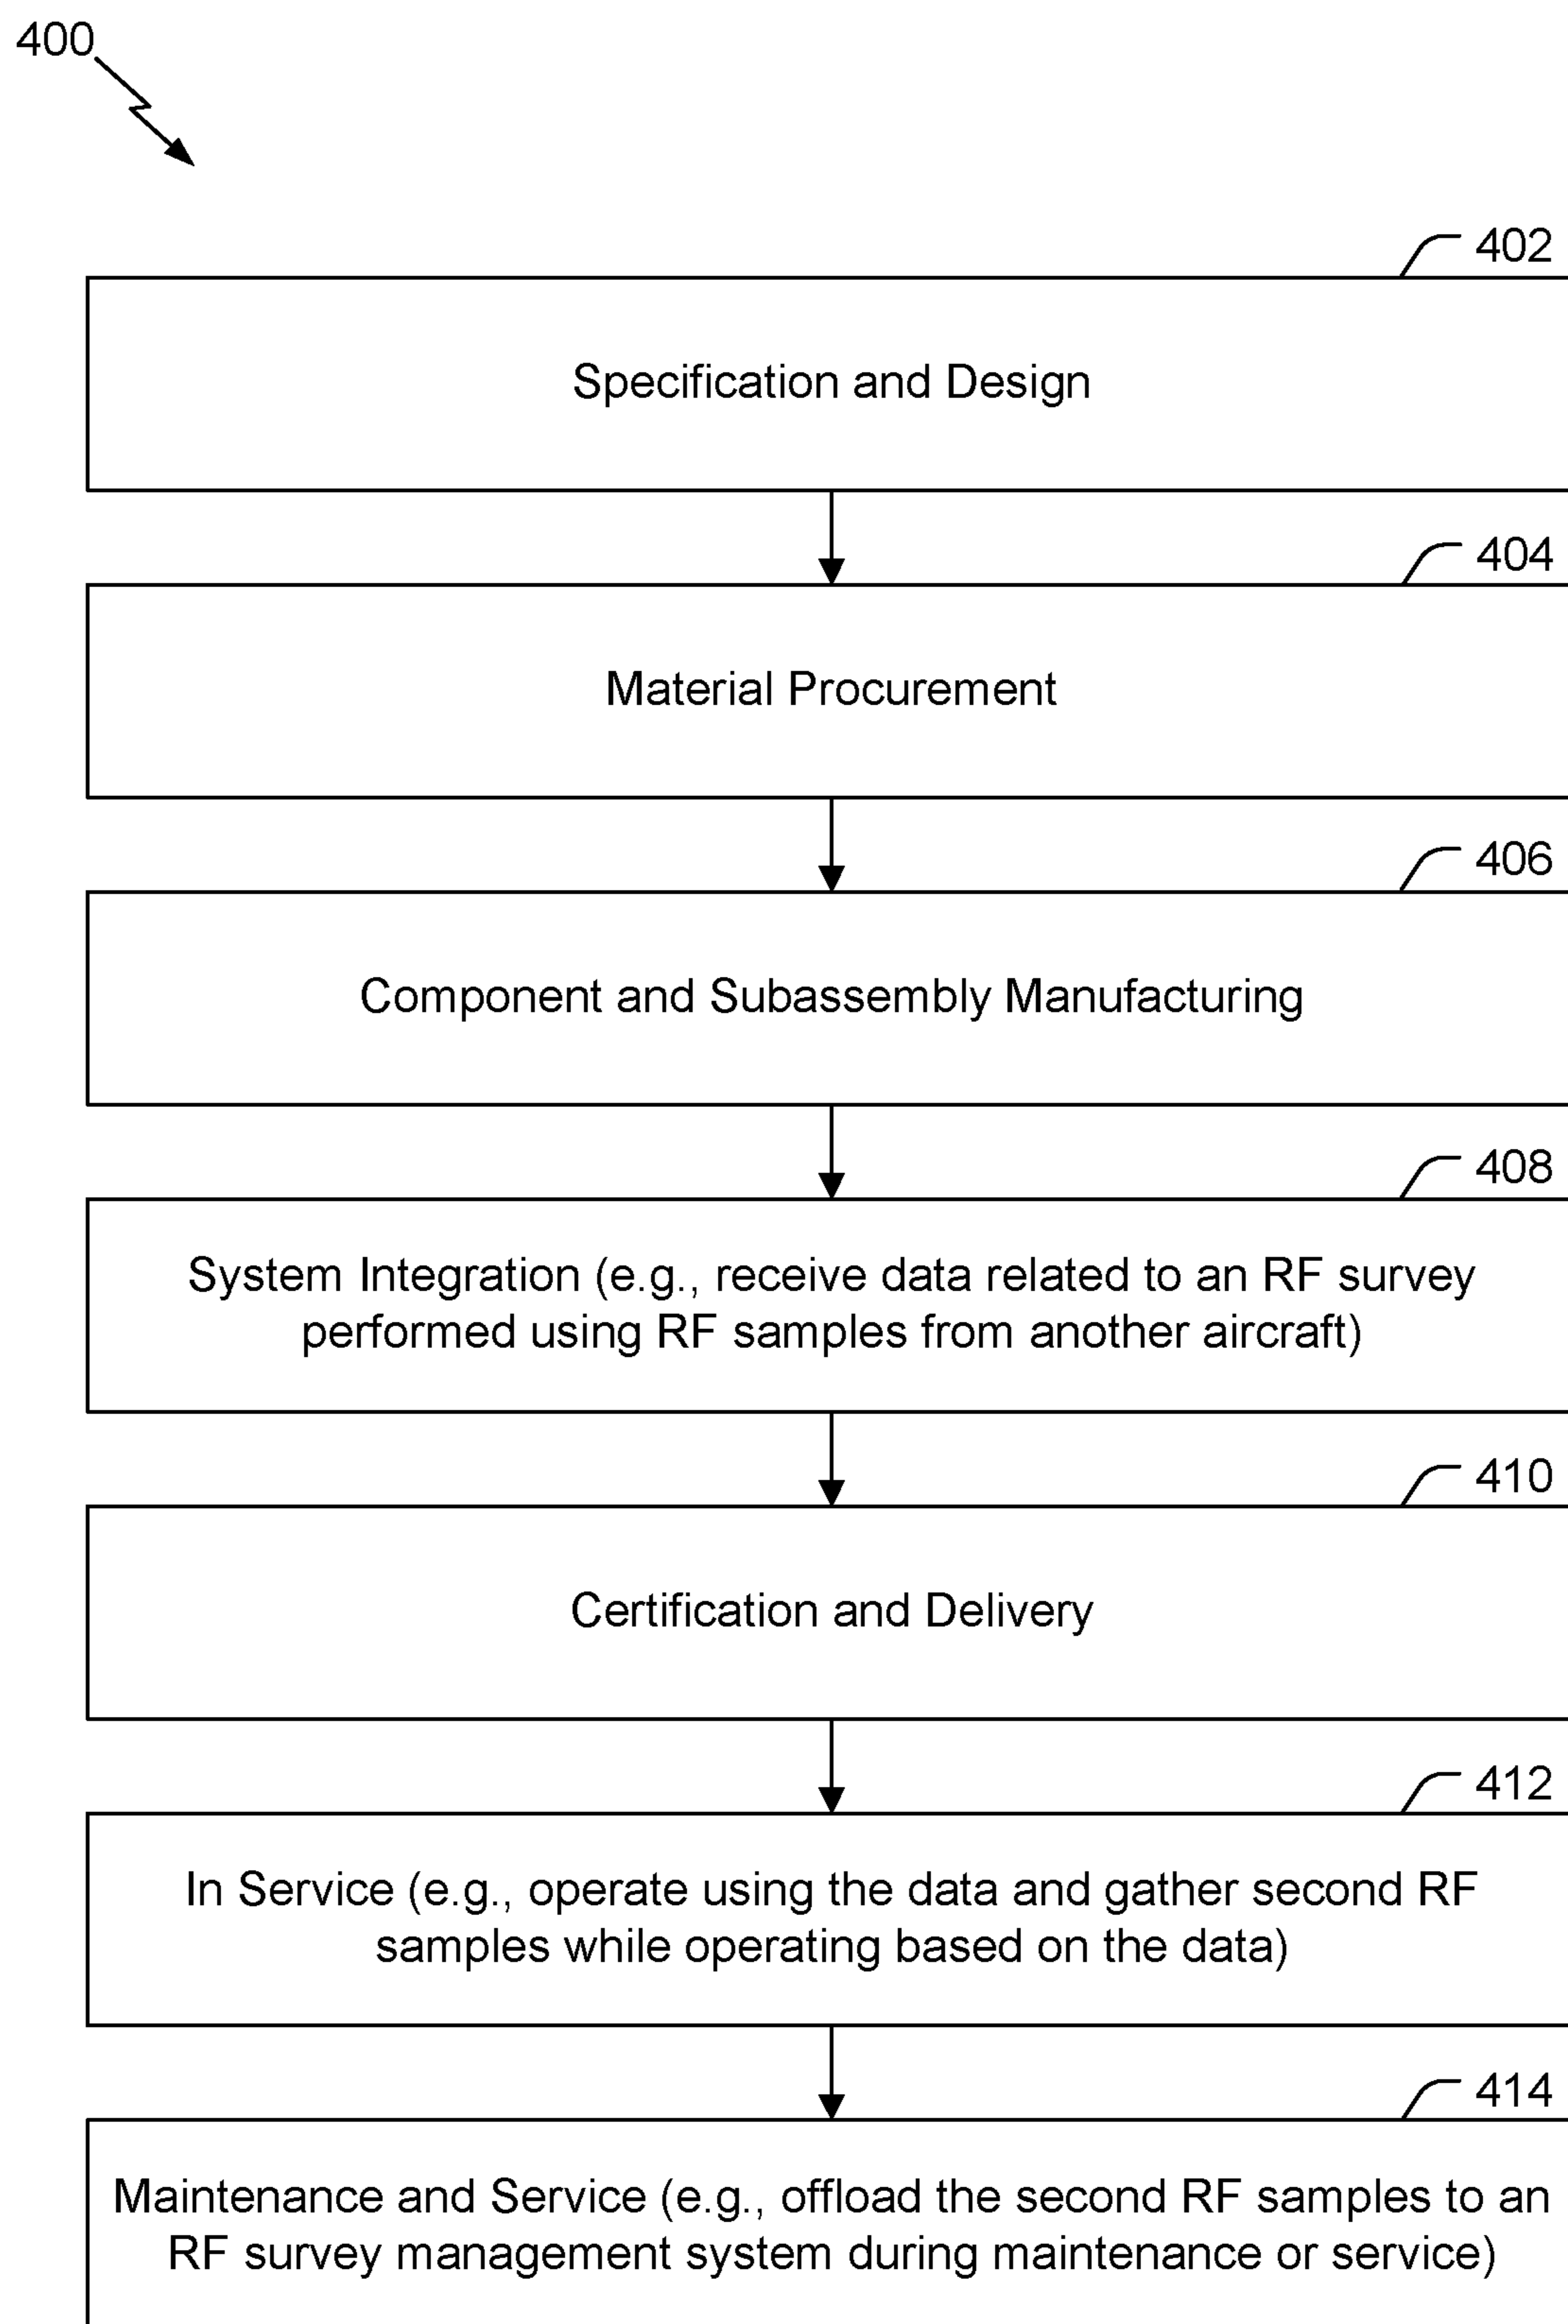 400
402
Specification and Design
404
Material Procurement
406
Component and Subassembly Manufacturing
408
System Integration (e.g., receive data related to an RF survey
performed using RF samples from another aircraft)
410
Certification and Delivery
412
In Service (e.g., operate using the data and gather second RF
samples while operating based on the data)
414
Maintenance and Service (e.g., offload the second RF samples to an
RF survey management system during maintenance or service)